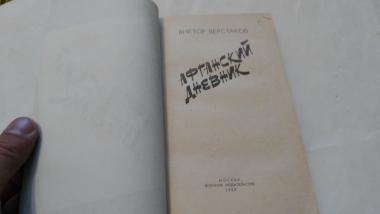 ВИКТОР ВЕРСТАКОВ
АФГАНСКИЙ
ДНЕВНИК
МОСКВА
ВОЕННОЕ ИЗДАТЕЛЬСТВО